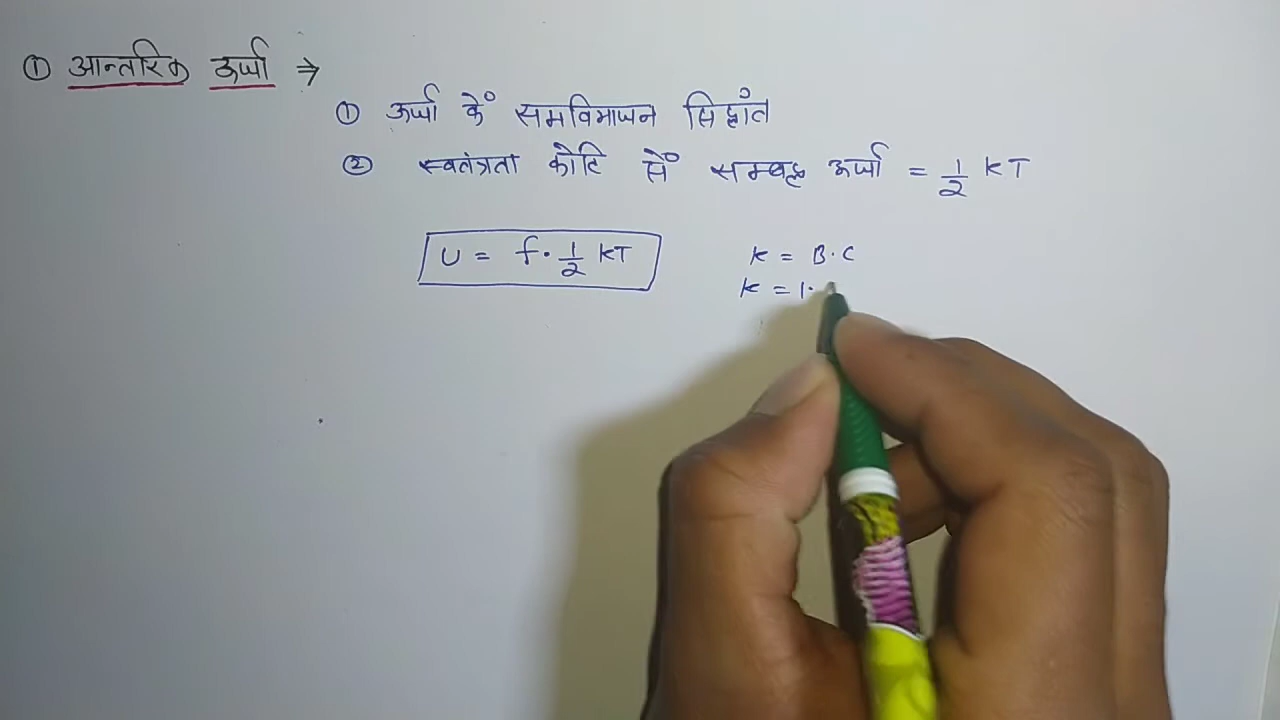 ① आन्तरिक ऊर्जा ⇒
① ऊर्जा कें समविभाजन सिद्धांत
② स्वतंत्रता कोटि सें सम्बद्ध ऊर्जा = 1/2 KT
U = f · 1/2 KT
K = B.C
K = 1.